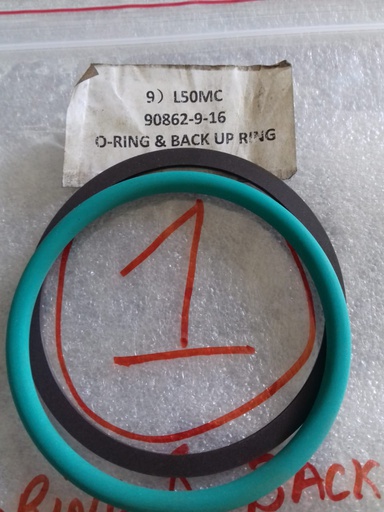 9) L50MC
90862-9-16
O-RING & BACK UP RING
1
BACK